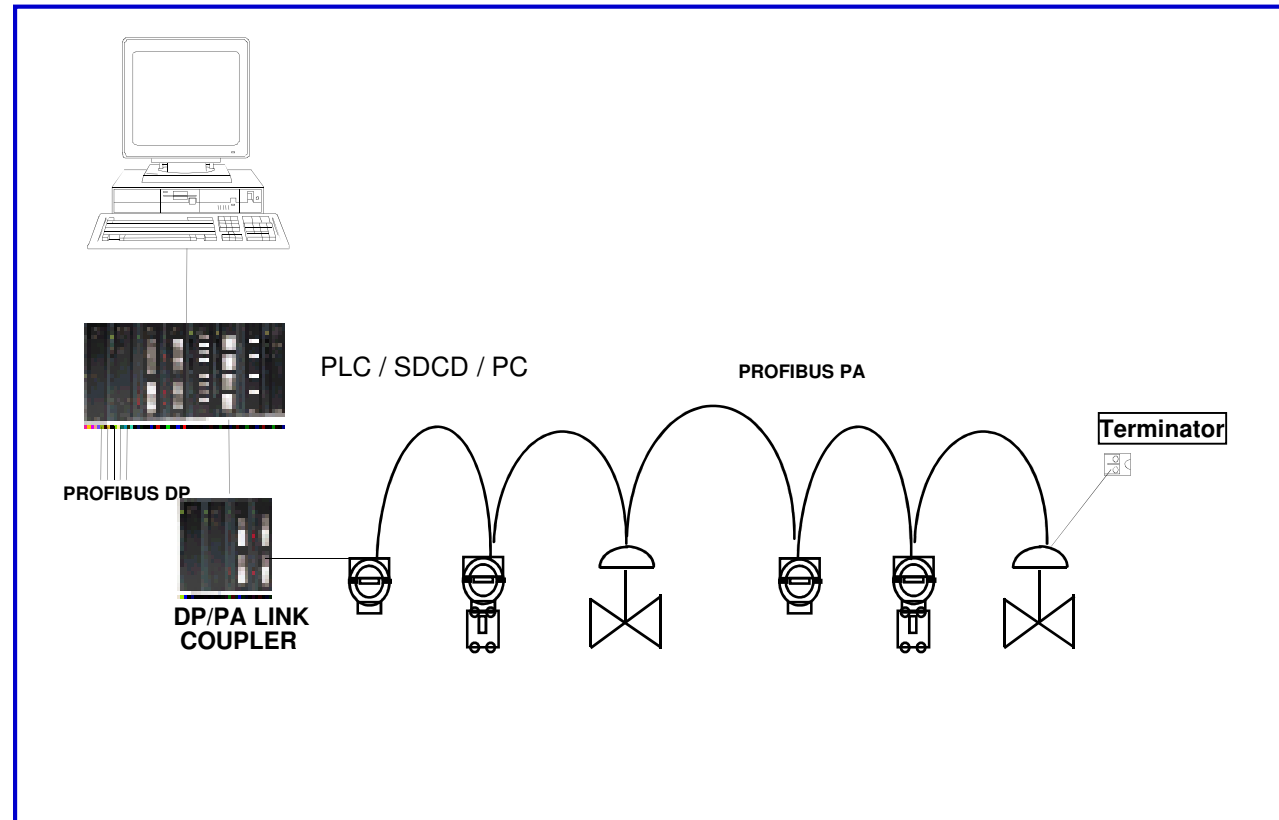 PLC / SDCD / PC
PROFIBUS PA
Terminator
PROFIBUS DP
DP/PA LINK
COUPLER